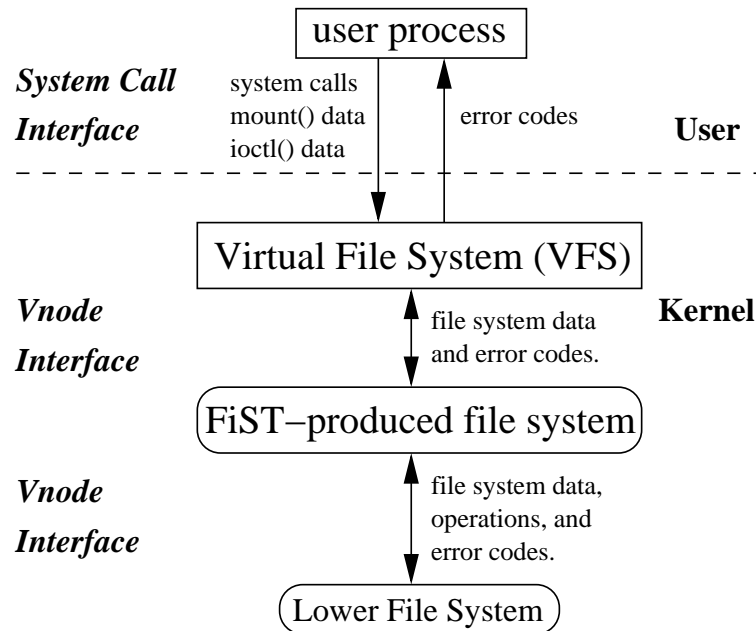 user process
System Call
Interface
system calls
mount() data
ioctl() data
error codes
User
Virtual File System (VFS)
Vnode
Interface
file system data
and error codes.
Kernel
FiST–produced file system
Vnode
Interface
file system data,
operations, and
error codes.
Lower File System